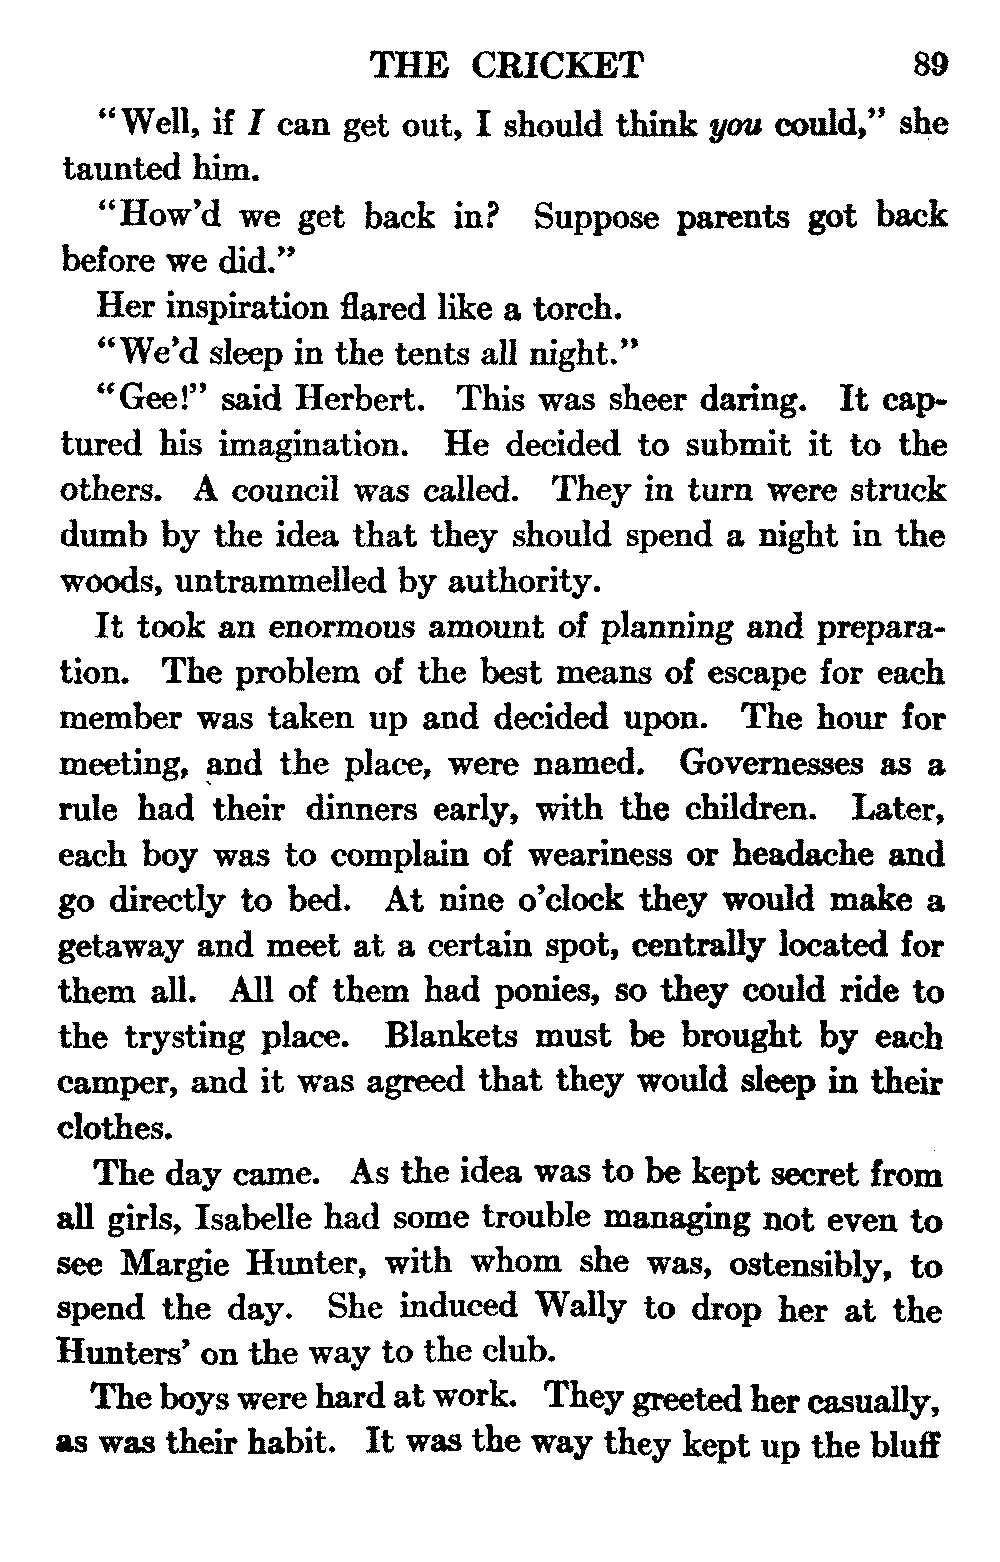 THE CRICKET 89
"Well, if I can get out, I should think you could," she
taunted him.
"How'd we get back in? Suppose parents got back
before we did."
Her inspiration flared like a torch.
"We'd sleep in the tents all night."
"Gee!" said Herbert. This was sheer daring. It cap-
tured his imagination. He decided to submit it to the
others. A council was called. They in turn were struck
dumb by the idea that they should spend a night in the
woods, untrammelled by authority.
It took an enormous amount of planning and prepara-
tion. The problem of the best means of escape for each
member was taken up and decided upon. The hour for
meeting, and the place, were named. Governesses as a
rule had their dinners early, with the children. Later,
each boy was to complain of weariness or headache and
go directly to bed. At nine o'clock they would make a
getaway and meet at a certain spot, centrally located for
them all. All of them had ponies, so they could ride to
the trysting place. Blankets must be brought by each
camper, and it was agreed that they would sleep in their
clothes.
The day came. As the idea was to be kept secret from
all girls, Isabelle had some trouble managing not even to
see Margie Hunter, with whom she was, ostensibly, to
spend the day. She induced Wally to drop her at the
Hunters' on the way to the club.
The boys were hard at work. They greeted her casually,
as was their habit. It was the way they kept up the bluff